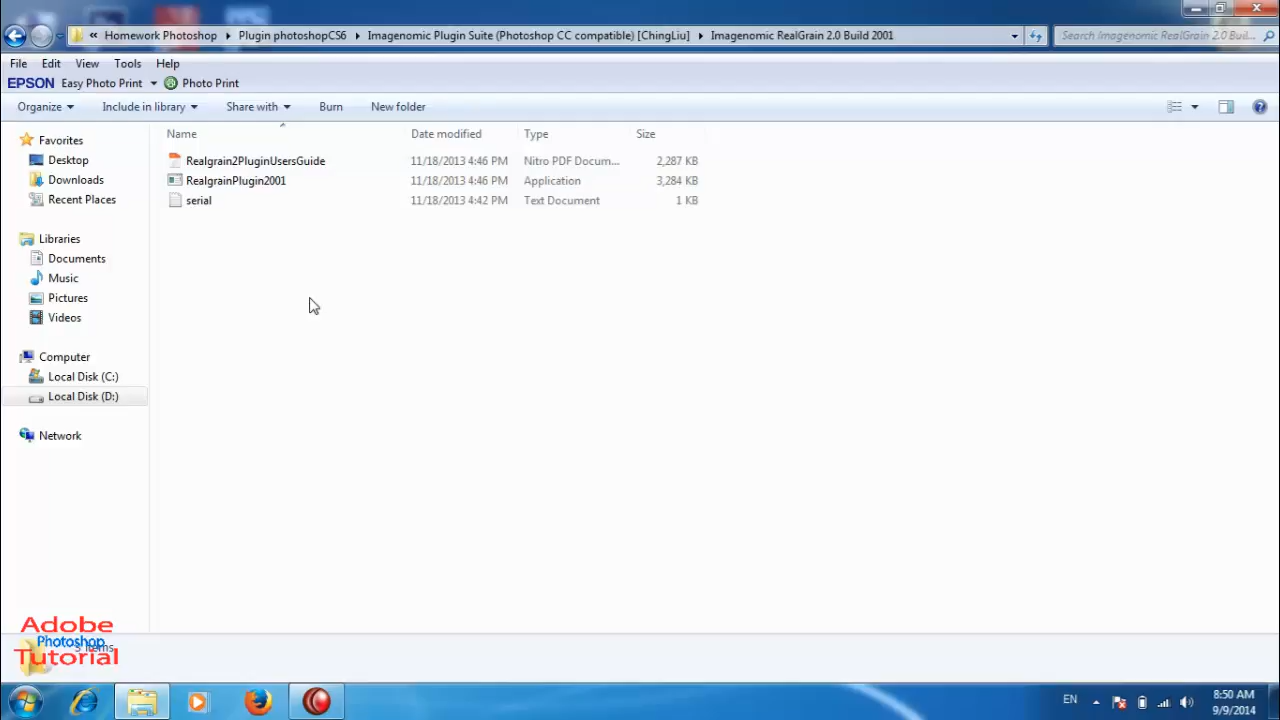 « Homework Photoshop Plugin photoshopCS6 Imagenomic Plugin Suite (Photoshop CC compatible) [ChingLiu] Imagenomic RealGrain 2.0 Build 2001 Search Imagenomic RealGrain 2.0 Buil...
File Edit View Tools Help
EPSON Easy Photo Print Photo Print
Organize Include in library Share with Burn New folder
Name Date modified Type Size
Realgrain2PluginUsersGuide 11/18/2013 4:46 PM Nitro PDF Docum... 2,287 KB
RealgrainPlugin2001 11/18/2013 4:46 PM Application 3,284 KB
serial 11/18/2013 4:42 PM Text Document 1 KB
Favorites
Desktop
Downloads
Recent Places
Libraries
Documents
Music
Pictures
Videos
Computer
Local Disk (C:)
Local Disk (D:)
Network
3 items
Adobe
Photoshop
Tutorial
EN 8:50 AM
9/9/2014